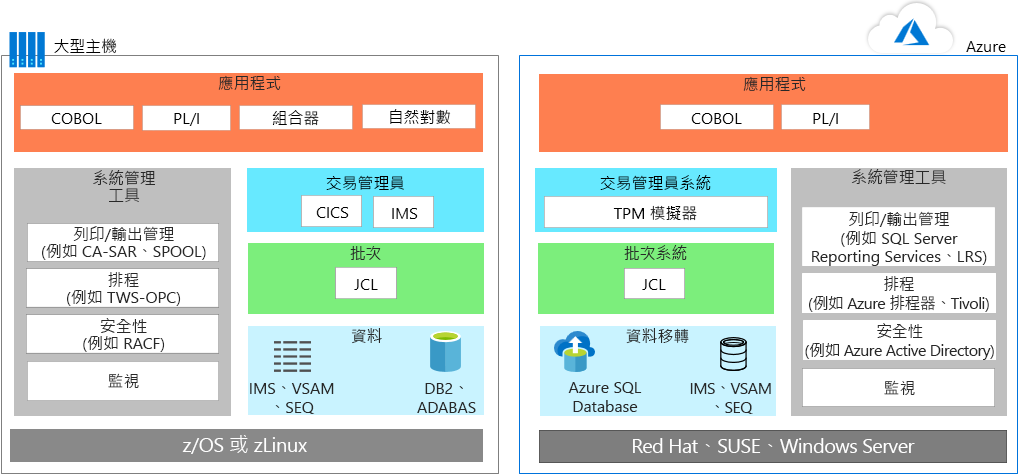 大型主機
應用程式
COBOL
PL/I
組合器
自然對數
系統管理
工具
列印/輸出管理
(例如 CA-SAR、SPOOL)
排程
(例如 TWS-OPC)
安全性
(例如 RACF)
監視
交易管理員
CICS
IMS
批次
JCL
資料
IMS、VSAM
、SEQ
DB2、
ADABAS
z/OS 或 zLinux
Azure
應用程式
COBOL
PL/I
交易管理員系統
TPM 模擬器
批次系統
JCL
資料移轉
Azure SQL
Database
IMS、VSAM
、SEQ
系統管理工具
列印/輸出管理
(例如 SQL Server
Reporting Services、LRS)
排程
(例如 Azure 排程器、Tivoli)
安全性
(例如 Azure Active Directory)
監視
Red Hat、SUSE、Windows Server